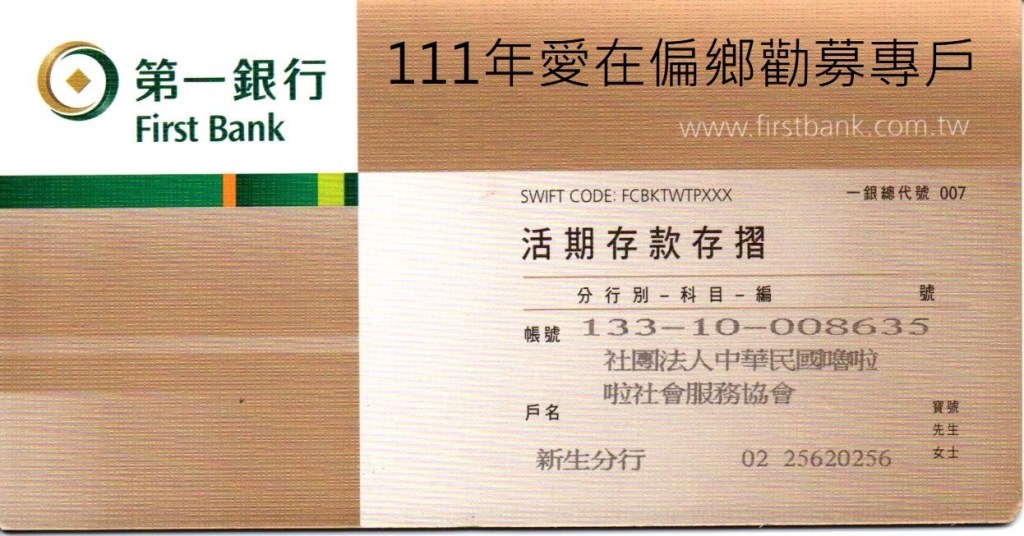 第一銀行
First Bank
111年愛在偏鄉勸募專戶
www.firstbank.com.tw
SWIFT CODE: FCBKTWTPXXX 一銀總代號 007
活期存款存摺
分行別－科目－編 號
帳號 133-10-008635
社團法人中華民國嚕啦
啦社會服務協會
戶名
寶號
先生
女士
新生分行 02 25620256